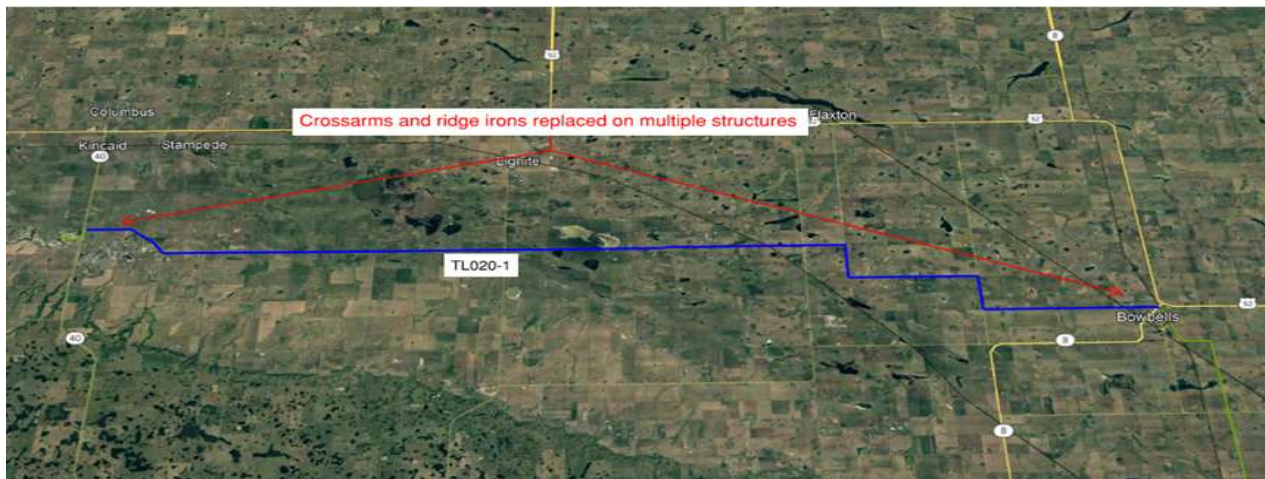 8
52
Columbus
Crossarms and ridge irons replaced on multiple structures
Flaxton
52
Kincaid
Stampede
40
Lignite
TL020-1
52
Bowbells
40
8
8